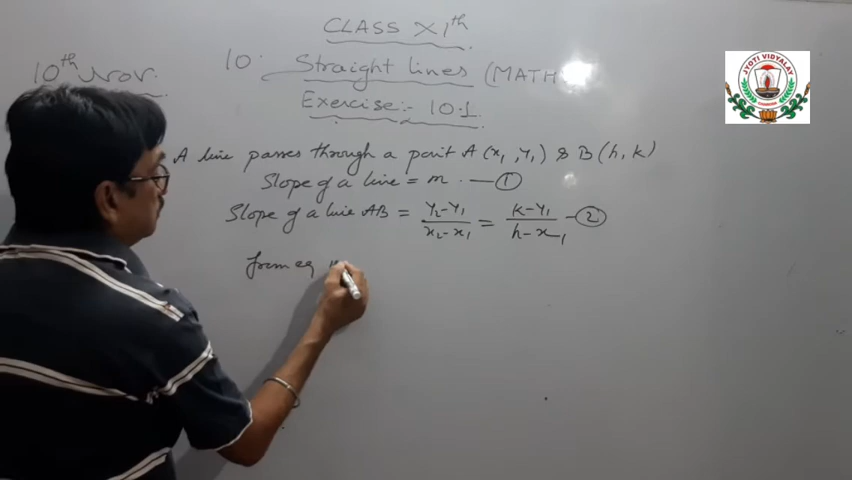 CLASS XIth
10th Nov.
10. Straight lines (MATH
Exercise:- 10.1
A line passes through a point A (x1, Y1) & B (h, k)
Slope of a line = m. — ①
Slope of a line AB = Y2-Y1/x2-x1 = k-Y1/h-x1 — ②
from eq
JYOTI VIDYALAY